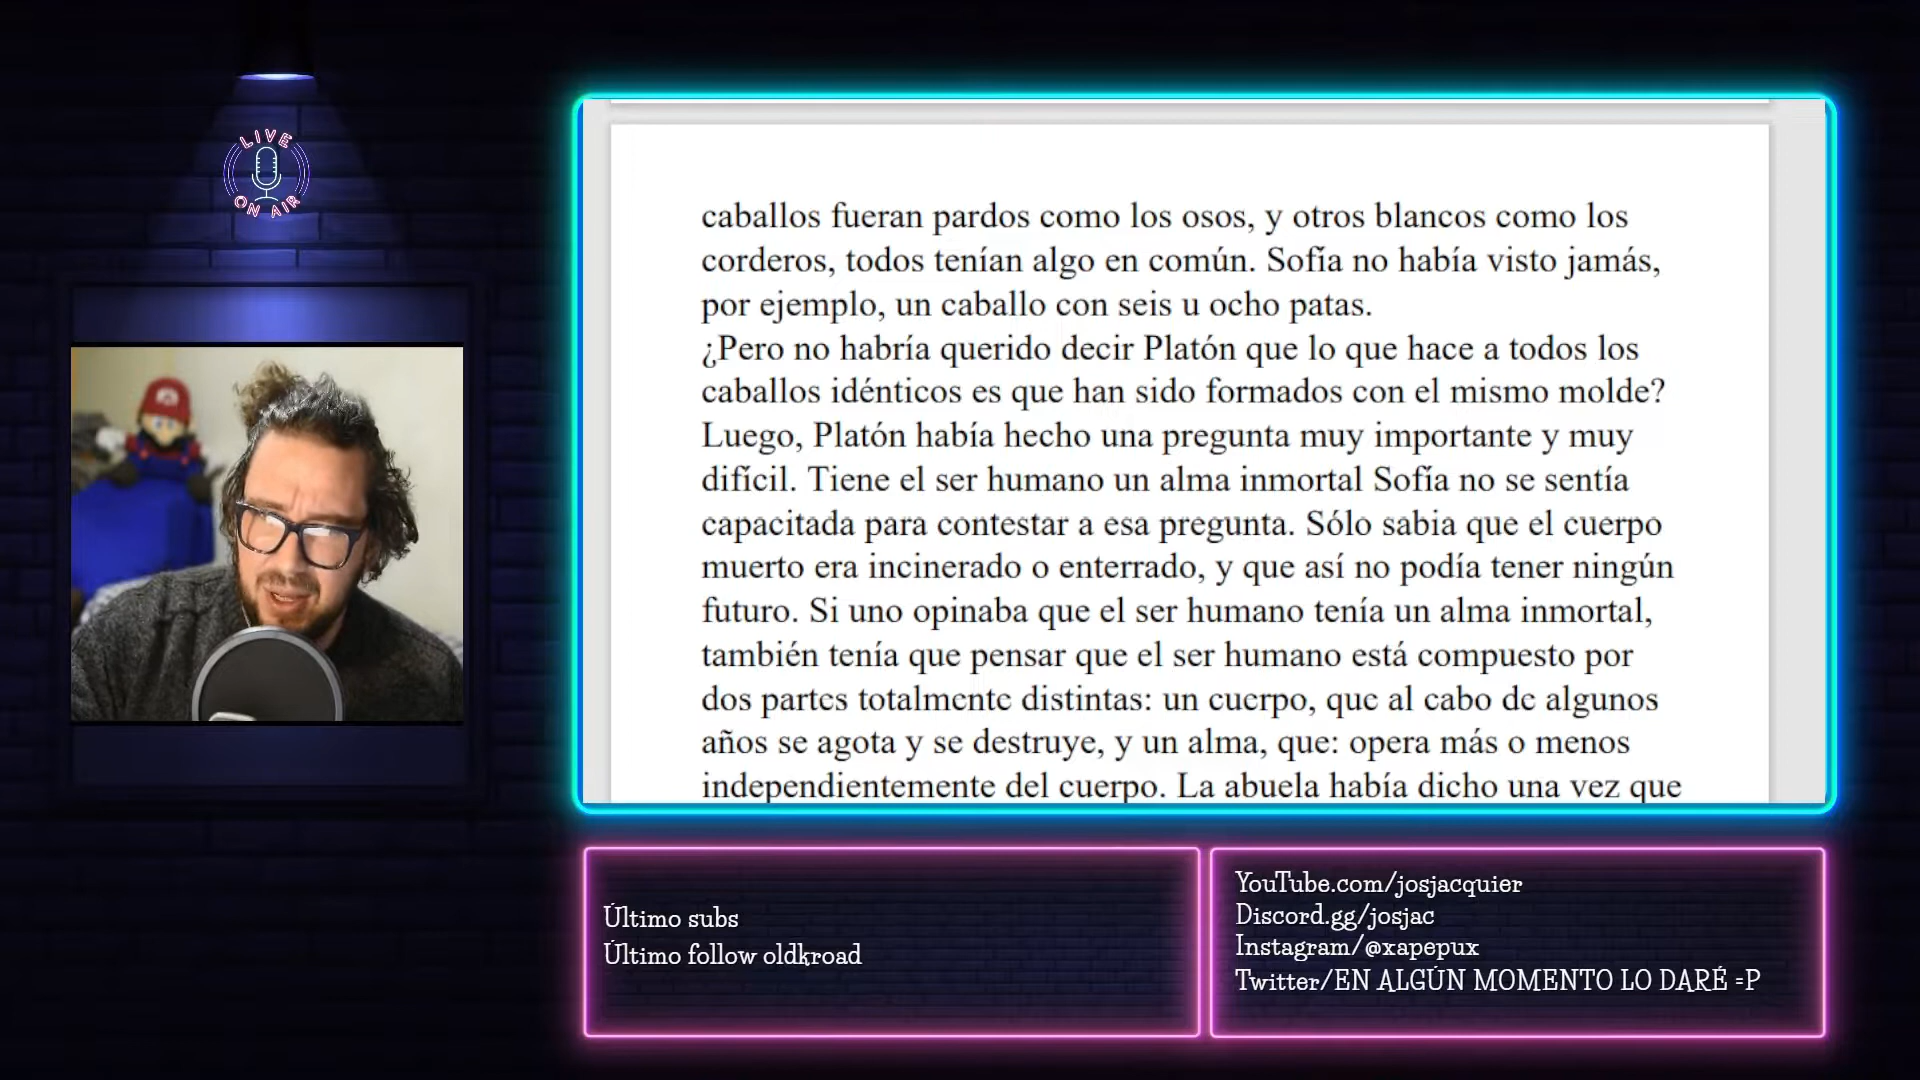 LIVE
ON AIR
caballos fueran pardos como los osos, y otros blancos como los
corderos, todos tenían algo en común. Sofía no había visto jamás,
por ejemplo, un caballo con seis u ocho patas.
¿Pero no habría querido decir Platón que lo que hace a todos los
caballos idénticos es que han sido formados con el mismo molde?
Luego, Platón había hecho una pregunta muy importante y muy
difícil. Tiene el ser humano un alma inmortal Sofía no se sentía
capacitada para contestar a esa pregunta. Sólo sabia que el cuerpo
muerto era incinerado o enterrado, y que así no podía tener ningún
futuro. Si uno opinaba que el ser humano tenía un alma inmortal,
también tenía que pensar que el ser humano está compuesto por
dos partes totalmente distintas: un cuerpo, que al cabo de algunos
años se agota y se destruye, y un alma, que: opera más o menos
independientemente del cuerpo. La abuela había dicho una vez que
Último subs
Último follow oldkroad
YouTube.com/josjacquier
Discord.gg/josjac
Instagram/@xapepux
Twitter/EN ALGÚN MOMENTO LO DARÉ =P